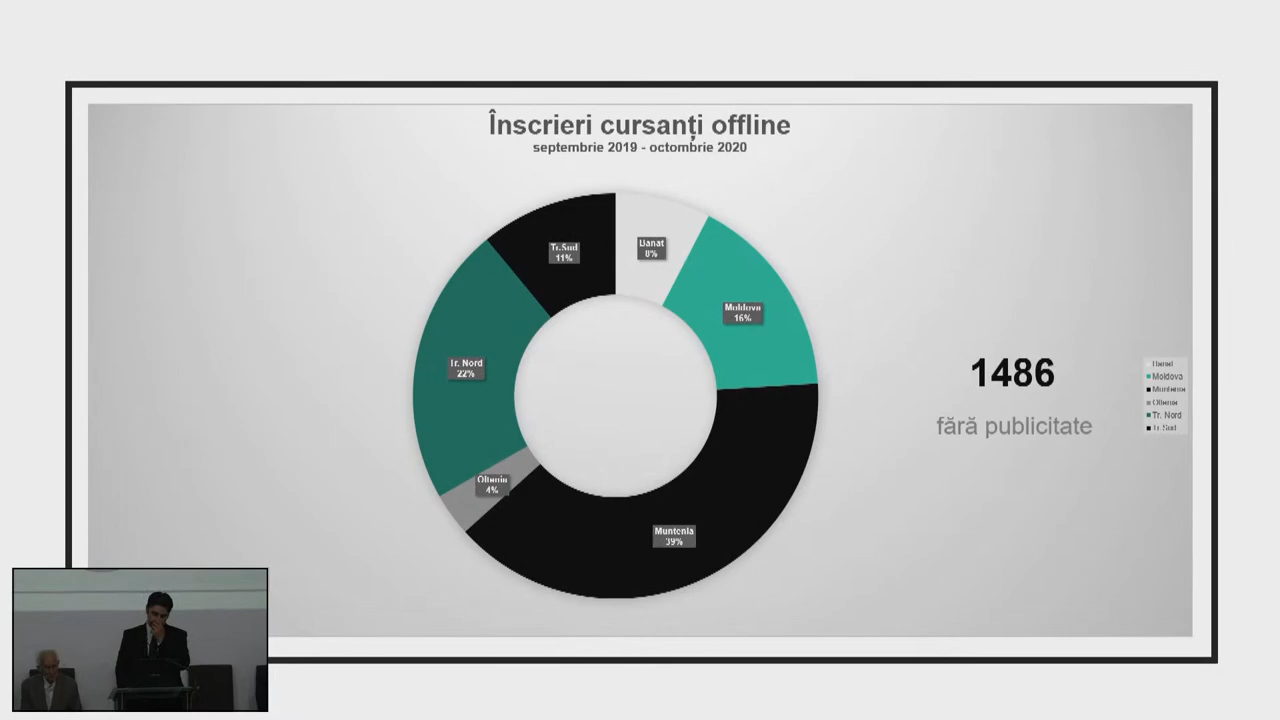 Înscrieri cursanți offline
septembrie 2019 - octombrie 2020
Tr.Sud
11%
Banat
8%
Moldova
16%
Tr. Nord
22%
Oltenia
4%
Muntenia
39%
1486
fără publicitate
Banat
Moldova
Muntenia
Oltenia
Tr. Nord
Tr. Sud